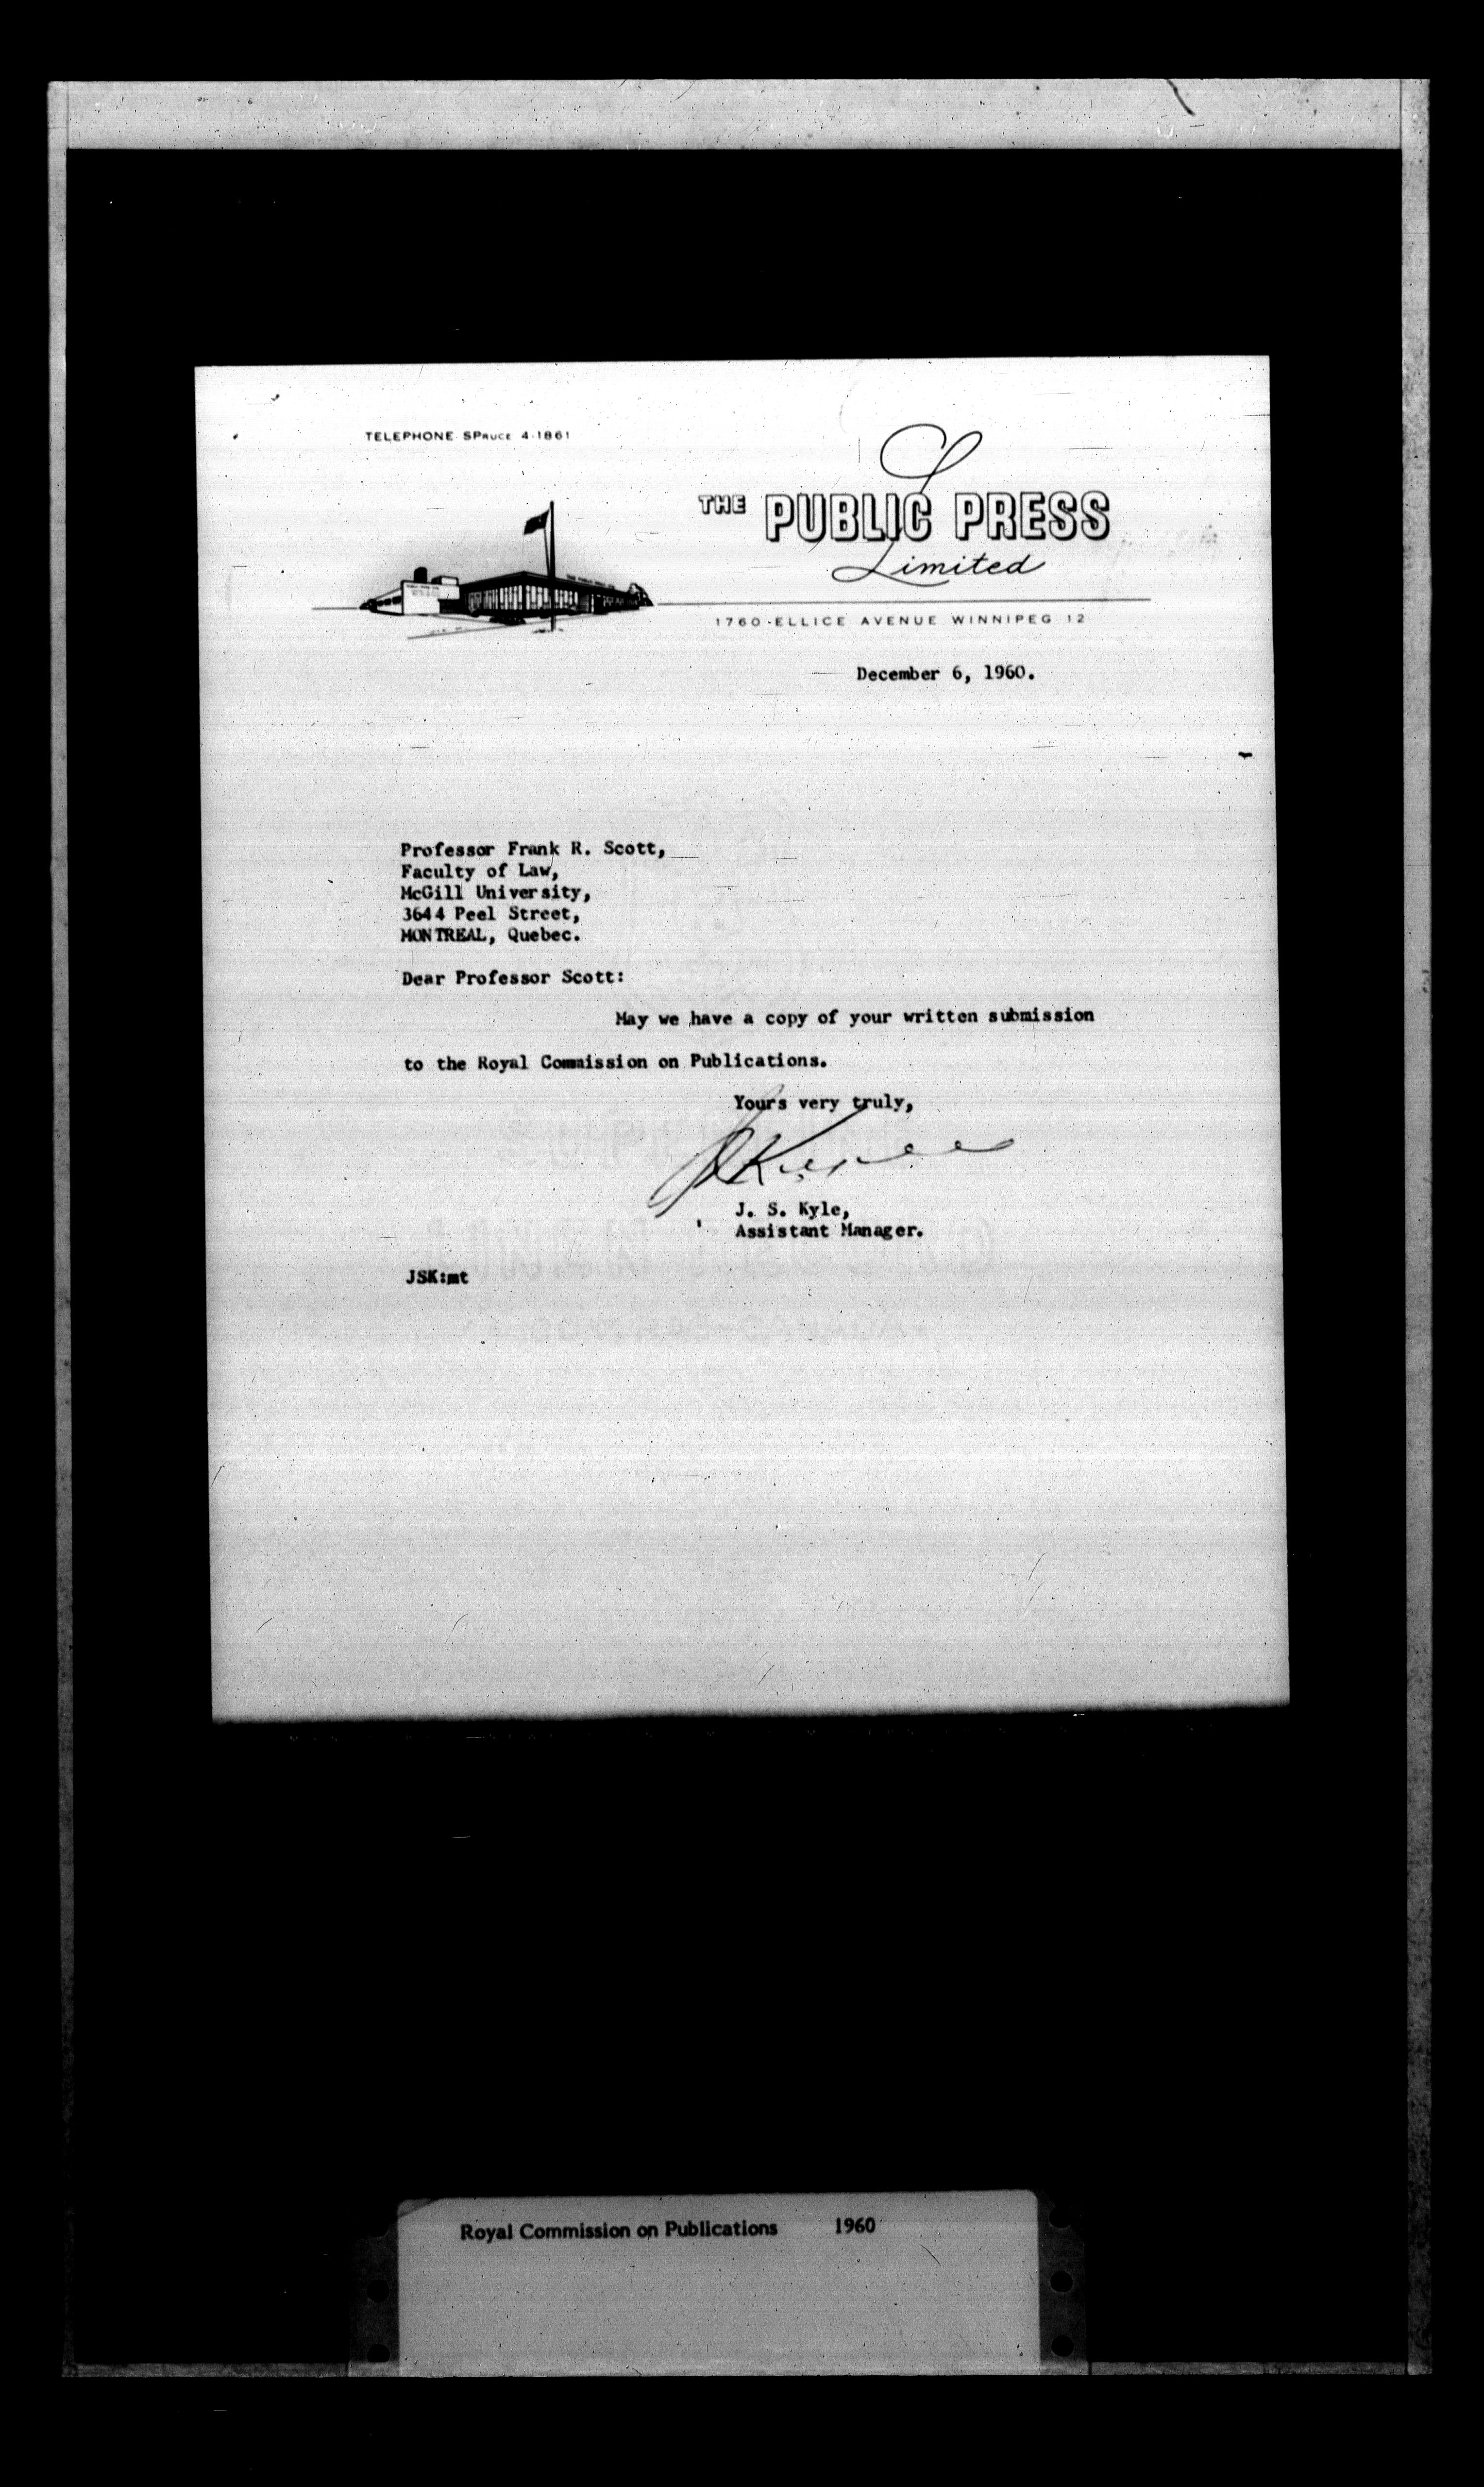 TELEPHONE SPRUCE 4-1861
THE PUBLIC PRESS
Limited
1760 ELLICE AVENUE WINNIPEG 12
December 6, 1960.
Professor Frank R. Scott,
Faculty of Law,
McGill University,
3644 Peel Street,
MONTREAL, Quebec.
Dear Professor Scott:
May we have a copy of your written submission
to the Royal Commission on Publications.
Yours very truly,
J. S. Kyle,
Assistant Manager.
JSK:mt
Royal Commission on Publications 1960